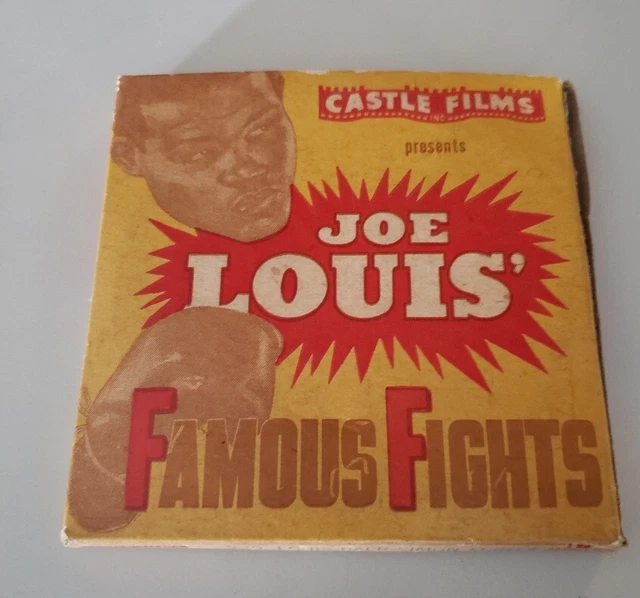 CASTLE FILMS
INC
presents
JOE
LOUIS'
FAMOUS FIGHTS